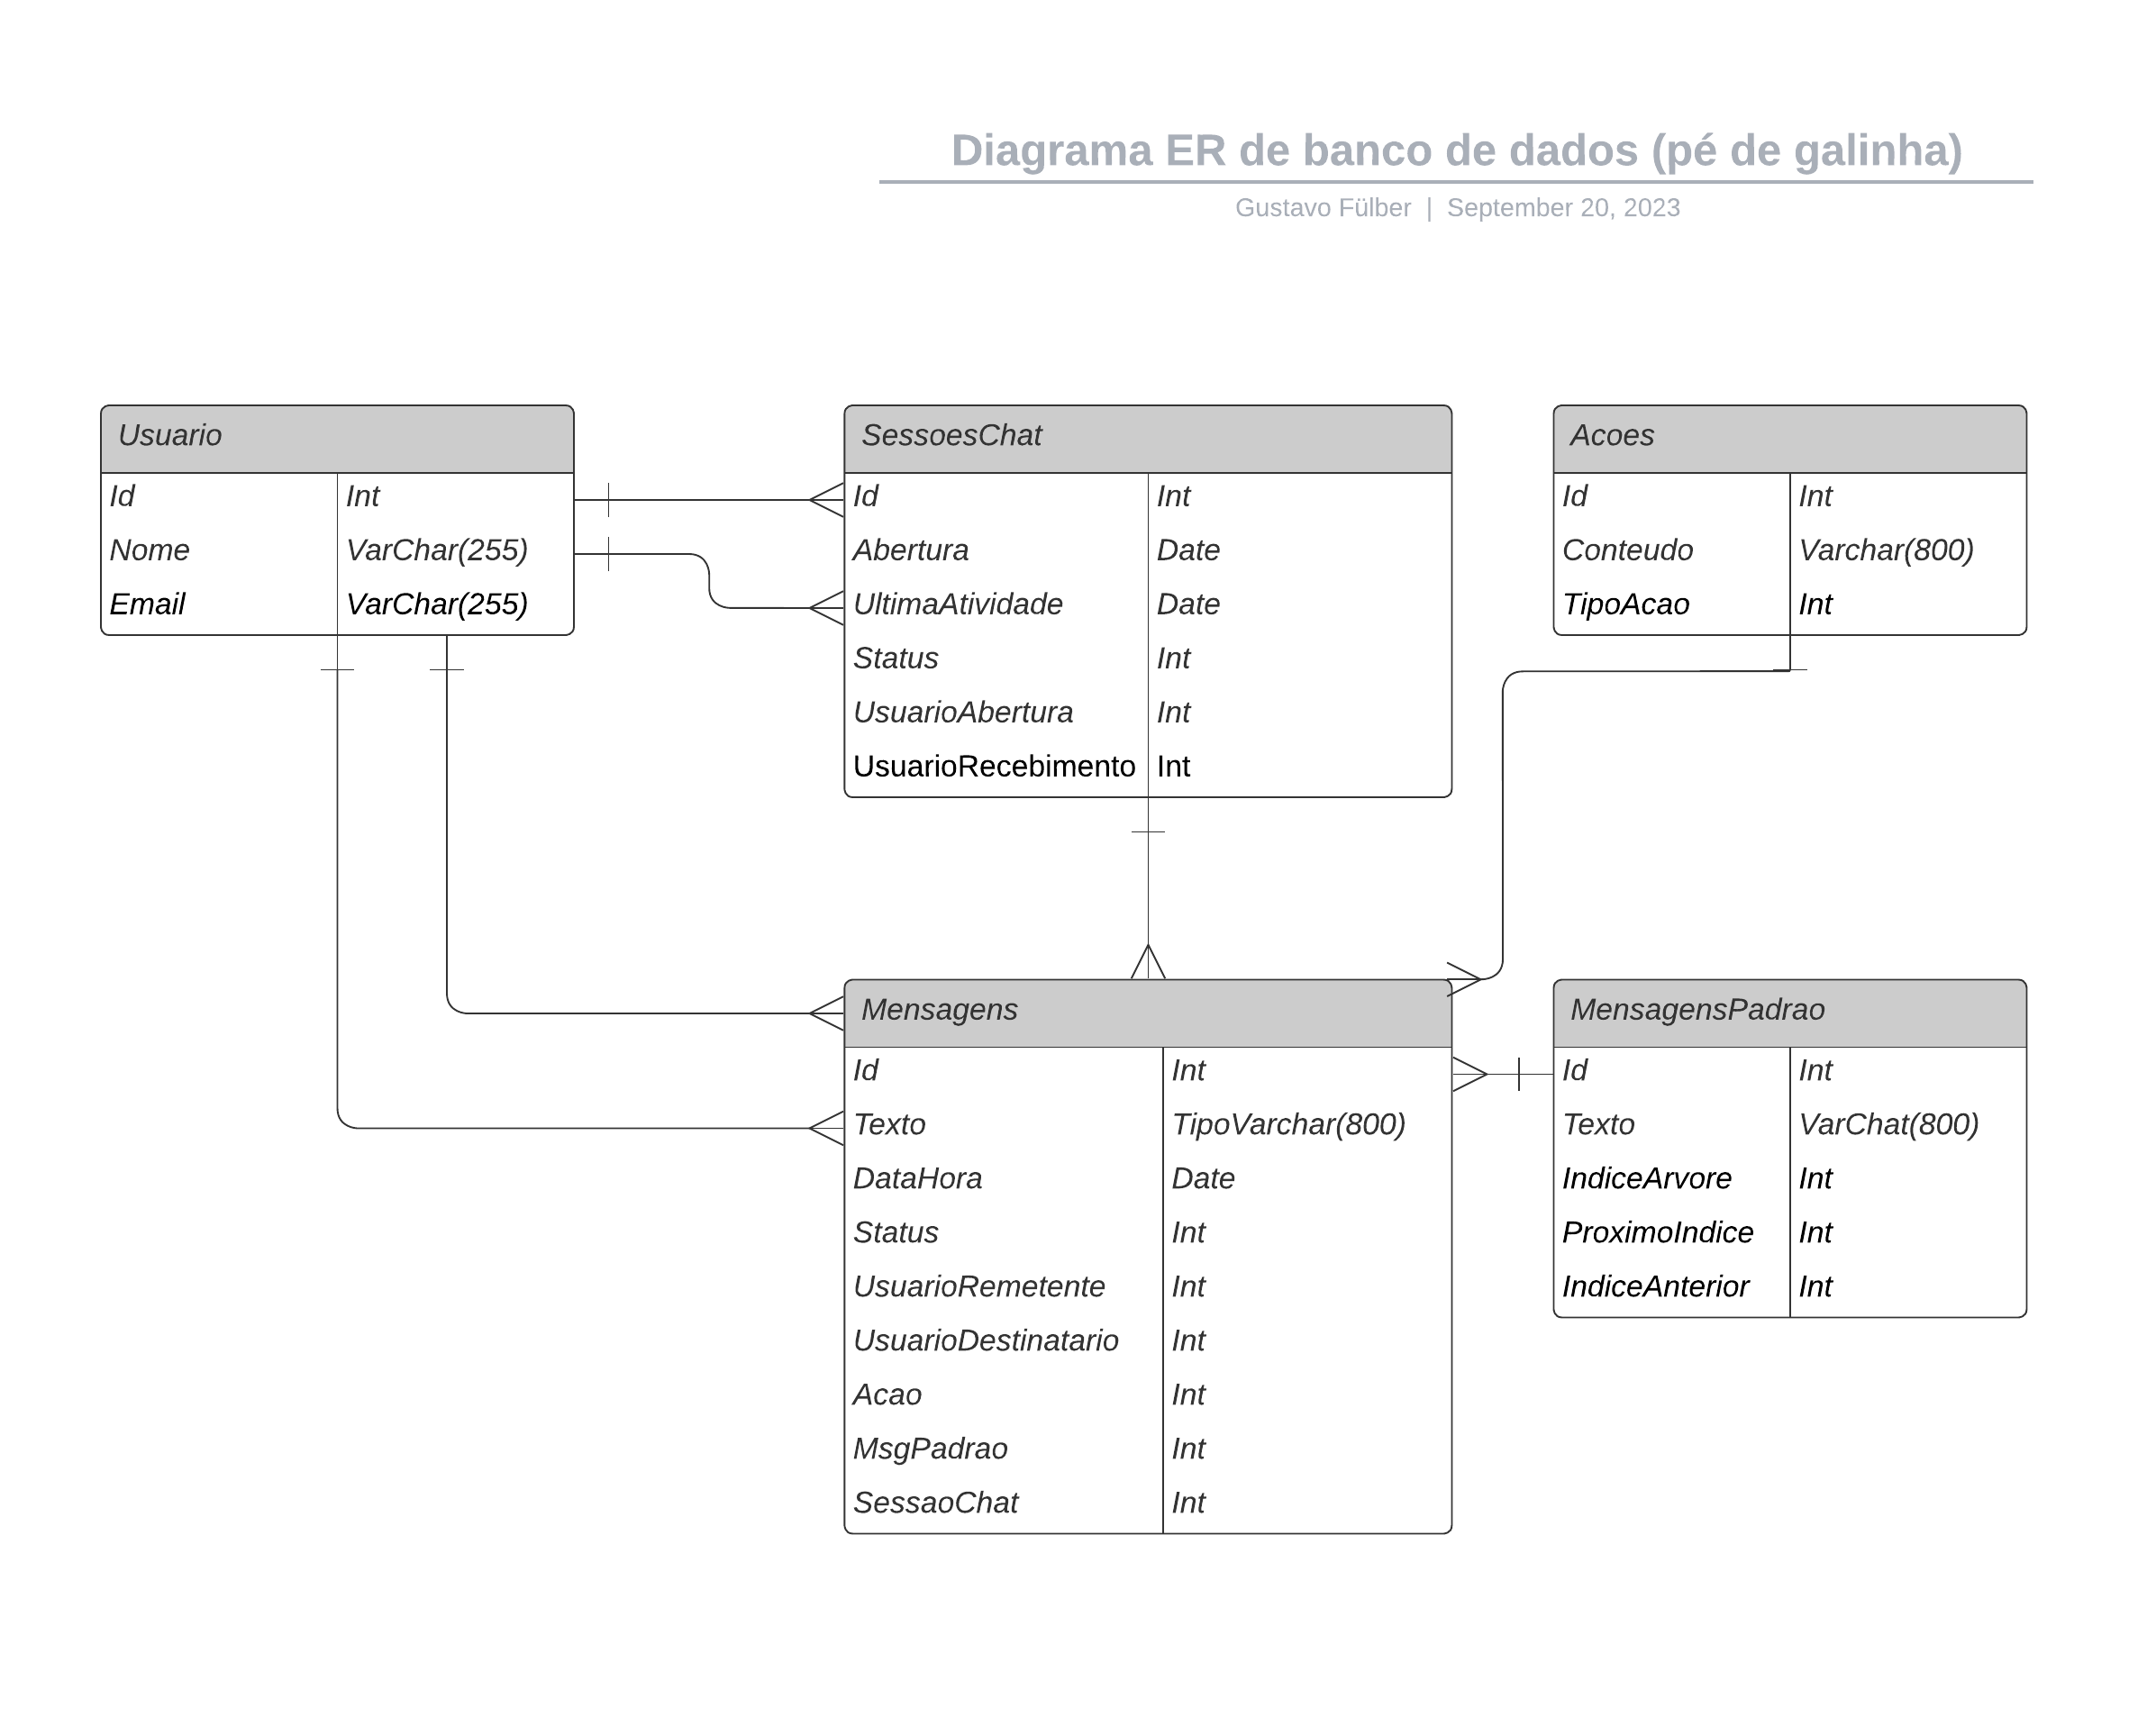 Diagrama ER de banco de dados (pé de galinha)
Gustavo Fülber | September 20, 2023
Usuario
Id Int
Nome VarChar(255)
Email VarChar(255)
SessoesChat
Id Int
Abertura Date
UltimaAtividade Date
Status Int
UsuarioAbertura Int
UsuarioRecebimento Int
Acoes
Id Int
Conteudo Varchar(800)
TipoAcao Int
Mensagens
Id Int
Texto TipoVarchar(800)
DataHora Date
Status Int
UsuarioRemetente Int
UsuarioDestinatario Int
Acao Int
MsgPadrao Int
SessaoChat Int
MensagensPadrao
Id Int
Texto VarChat(800)
IndiceArvore Int
ProximoIndice Int
IndiceAnterior Int